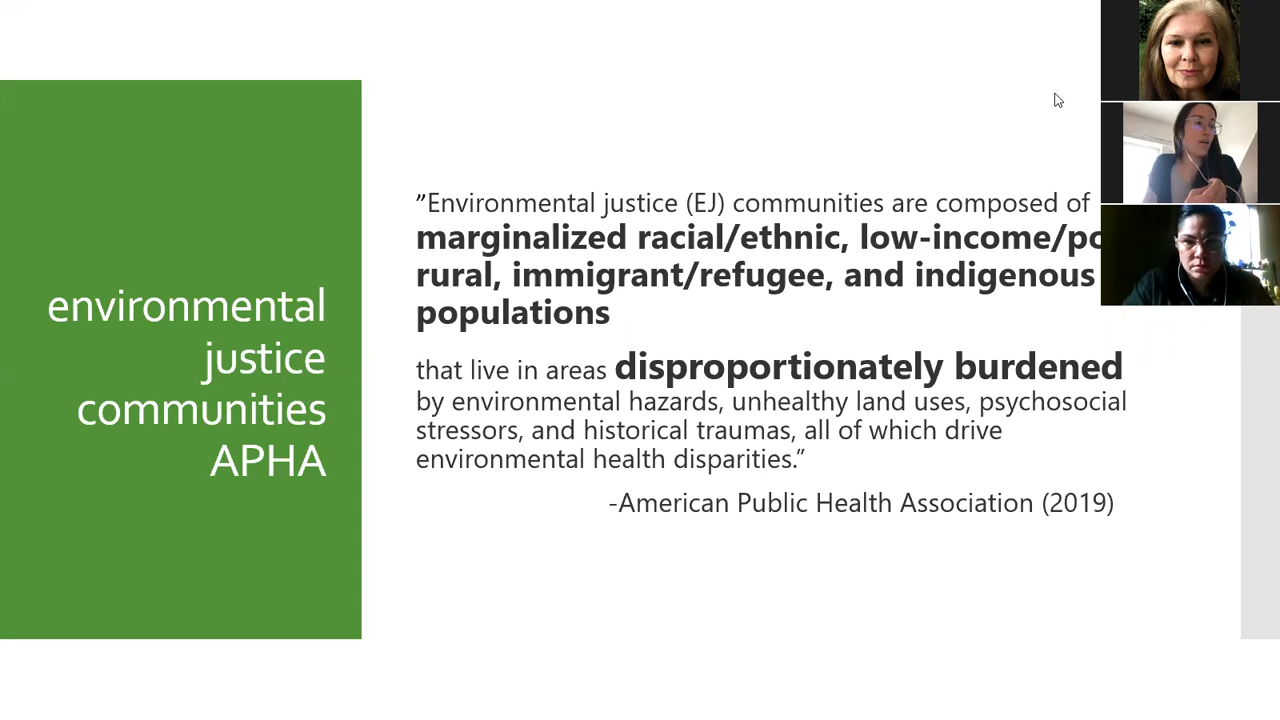 environmental
justice
communities
APHA
”Environmental justice (EJ) communities are composed of
marginalized racial/ethnic, low-income/
rural, immigrant/refugee, and indigenous
populations
that live in areas disproportionately burdened
by environmental hazards, unhealthy land uses, psychosocial
stressors, and historical traumas, all of which drive
environmental health disparities.”
-American Public Health Association (2019)